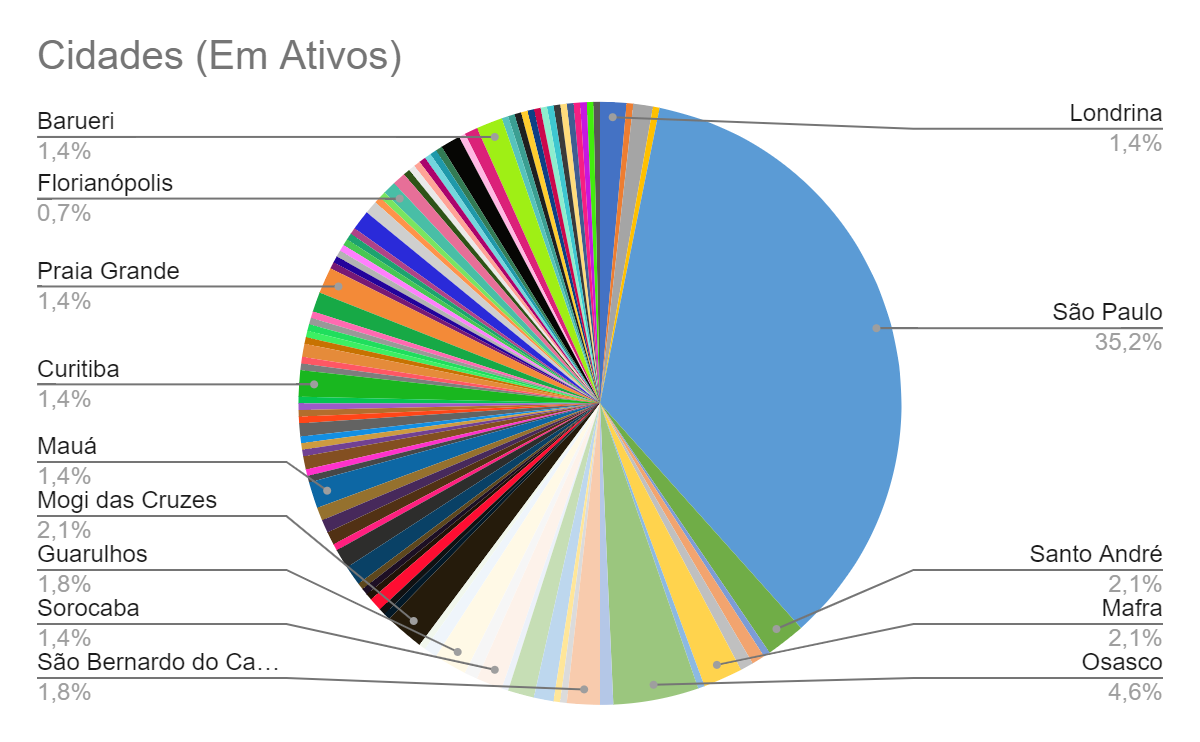 Cidades (Em Ativos)
Barueri
1,4%
Florianópolis
0,7%
Praia Grande
1,4%
Curitiba
1,4%
Mauá
1,4%
Mogi das Cruzes
2,1%
Guarulhos
1,8%
Sorocaba
1,4%
São Bernardo do Ca…
1,8%
Londrina
1,4%
São Paulo
35,2%
Santo André
2,1%
Mafra
2,1%
Osasco
4,6%